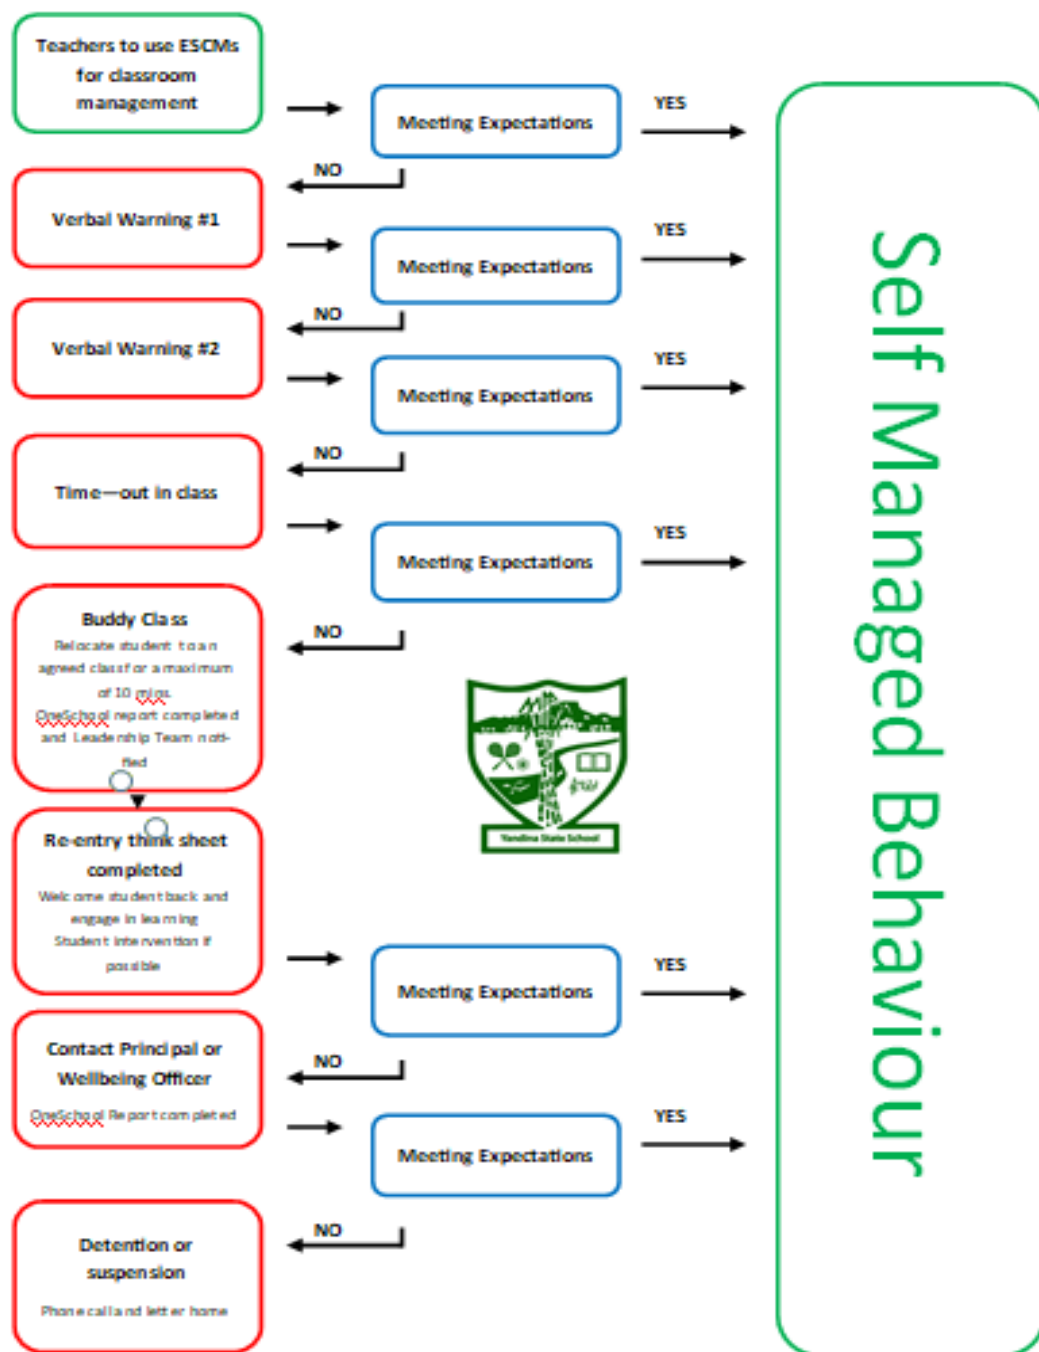 Teachers to use ESCMs
for classroom
management
Meeting Expectations
YES
NO
Verbal Warning #1
Meeting Expectations
YES
NO
Verbal Warning #2
Meeting Expectations
YES
NO
Time—out in class
Meeting Expectations
YES
NO
Buddy Class
Relocate student to an
agreed class for a maximum
of 10 mins.
OneSchool report completed
and Leadership Team noti-
fied
Re-entry think sheet
completed
Welcome student back and
engage in learning
Student intervention if
possible
Meeting Expectations
YES
NO
Contact Principal or
Wellbeing Officer
OneSchool Report completed
Meeting Expectations
YES
NO
Detention or
suspension
Phone call and letter home
Self Managed Behaviour
Yandina State School